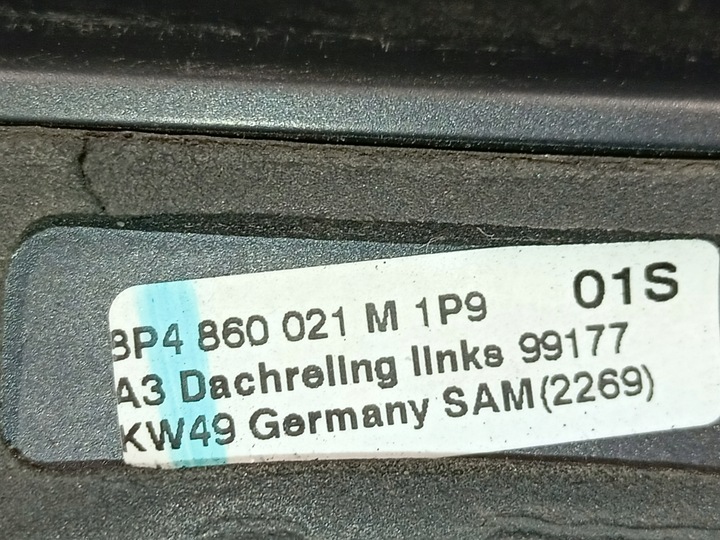 8P4 860 021 M 1P9 01S
A3 Dachreling links 99177
KW49 Germany SAM(2269)